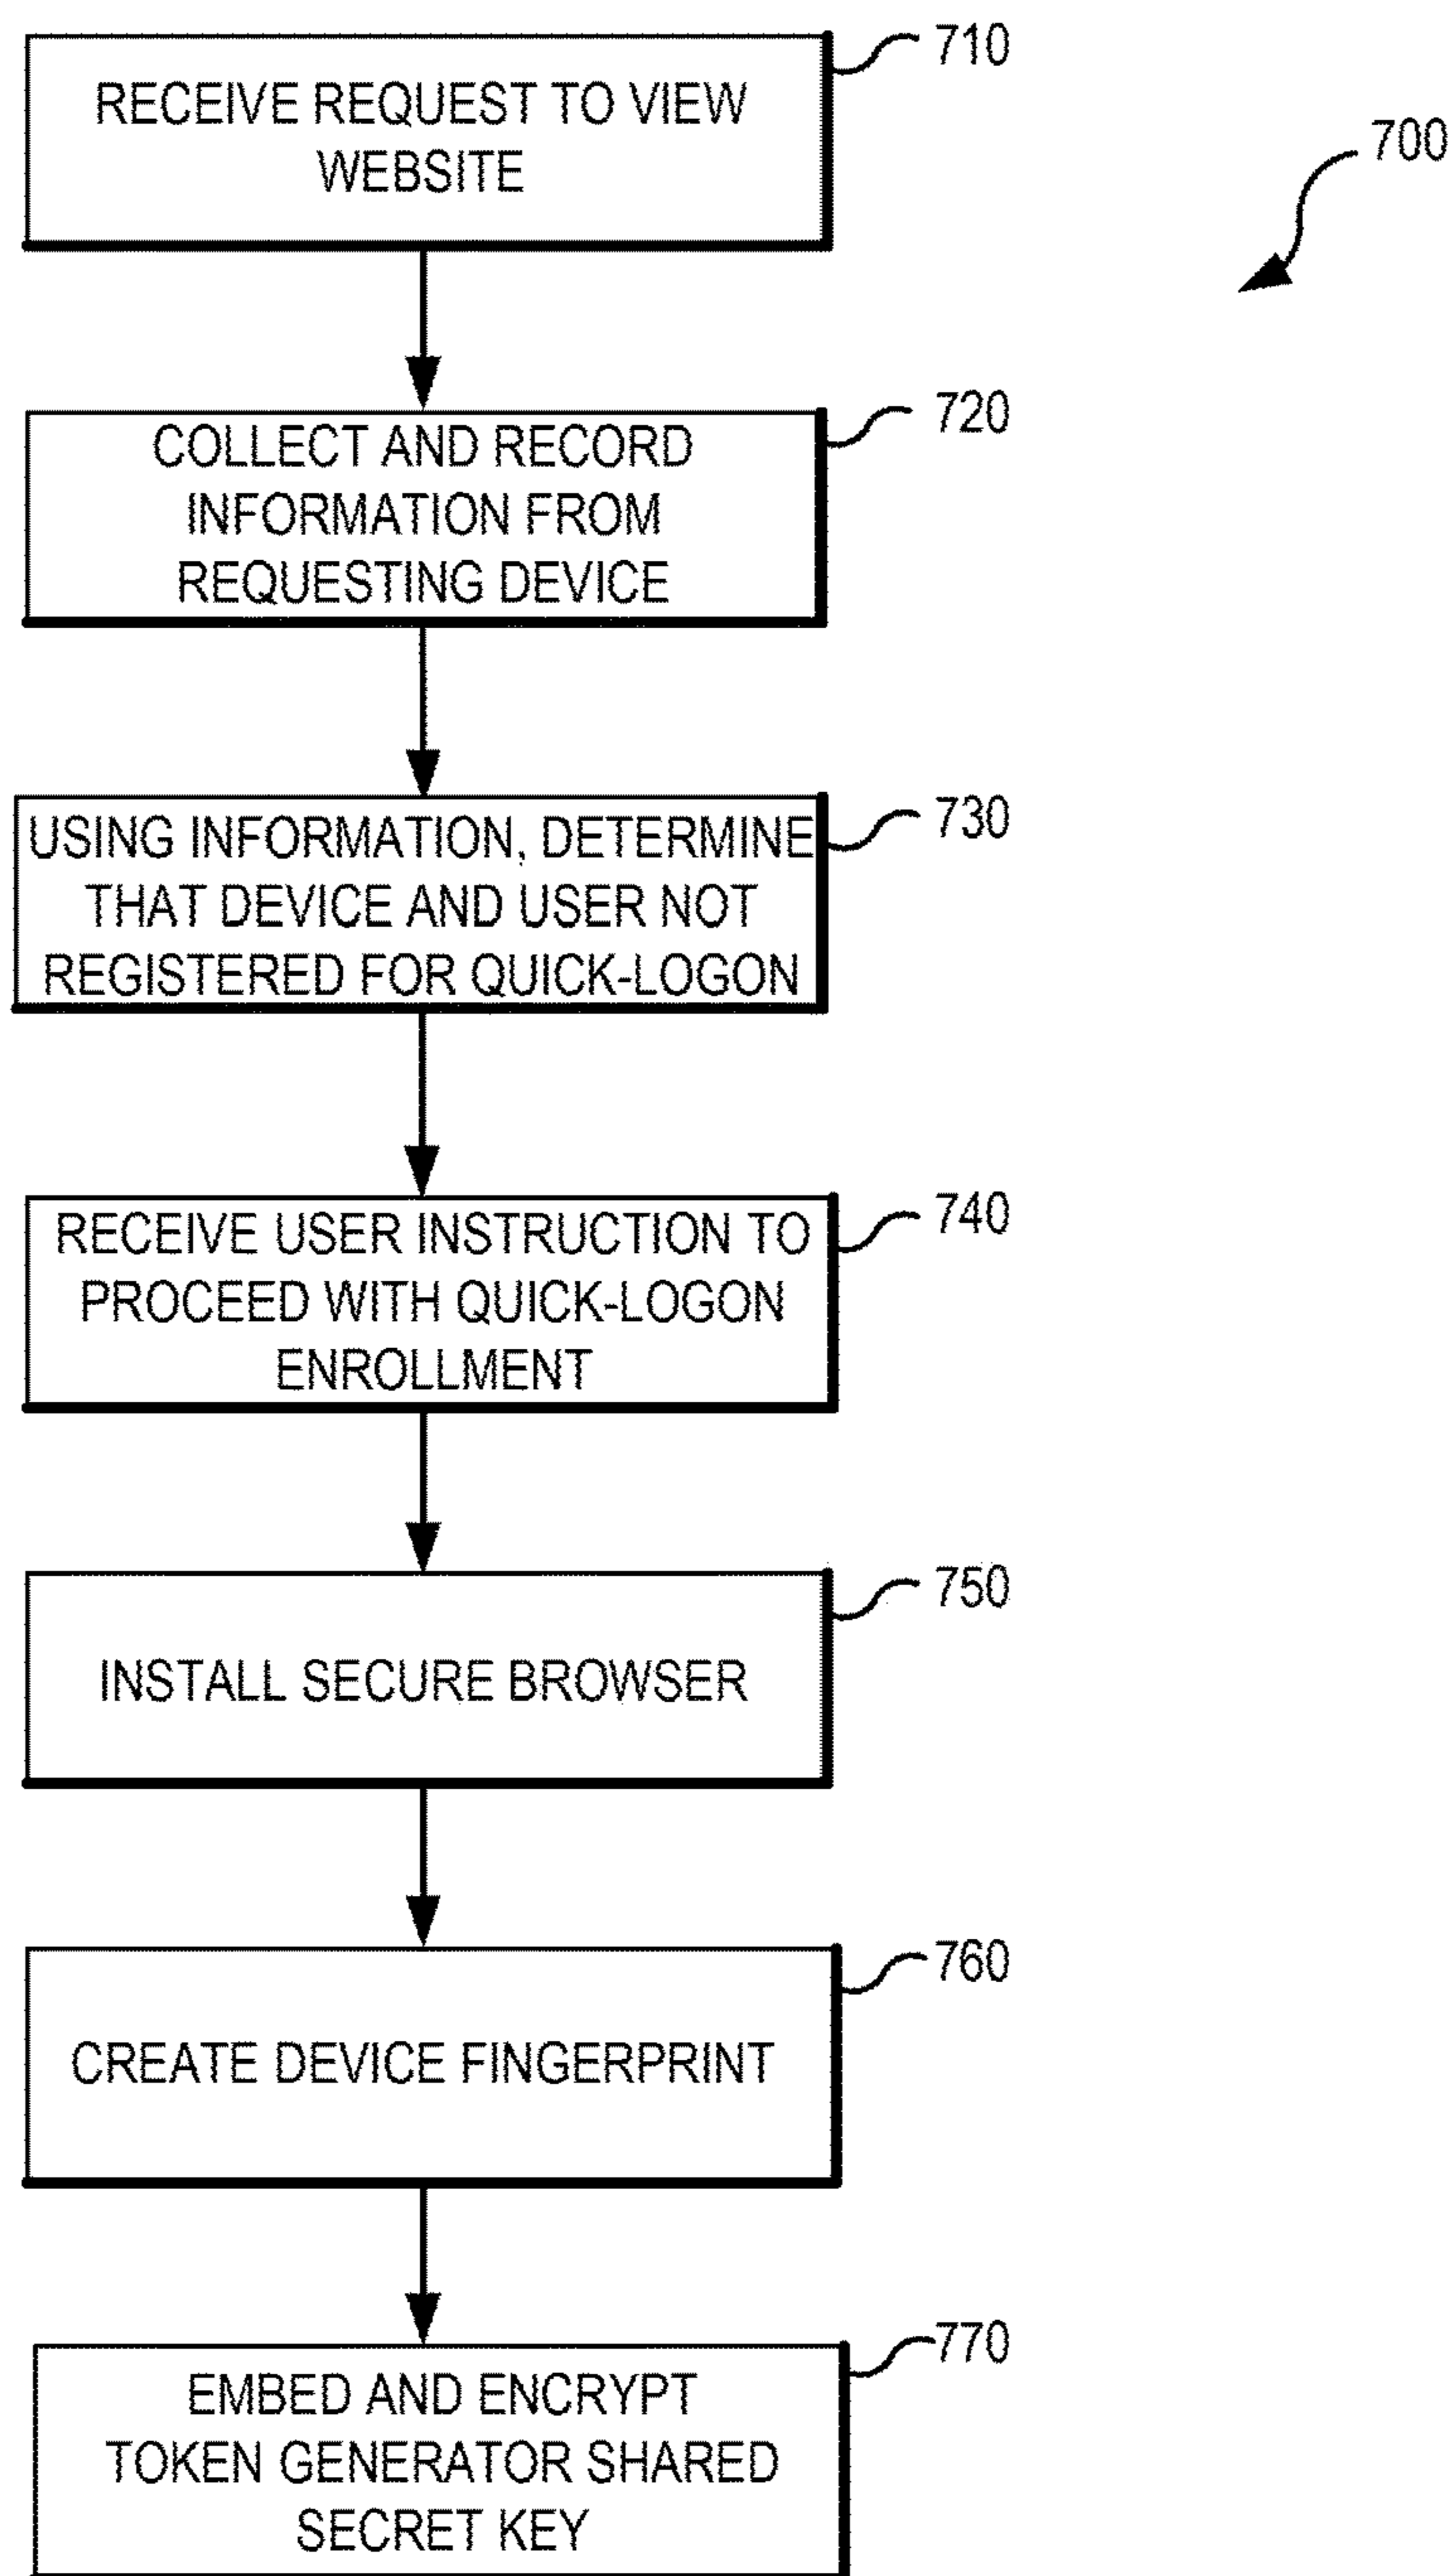 710
RECEIVE REQUEST TO VIEW
WEBSITE
700
720
COLLECT AND RECORD
INFORMATION FROM
REQUESTING DEVICE
730
USING INFORMATION, DETERMINE
THAT DEVICE AND USER NOT
REGISTERED FOR QUICK-LOGON
740
RECEIVE USER INSTRUCTION TO
PROCEED WITH QUICK-LOGON
ENROLLMENT
750
INSTALL SECURE BROWSER
760
CREATE DEVICE FINGERPRINT
770
EMBED AND ENCRYPT
TOKEN GENERATOR SHARED
SECRET KEY